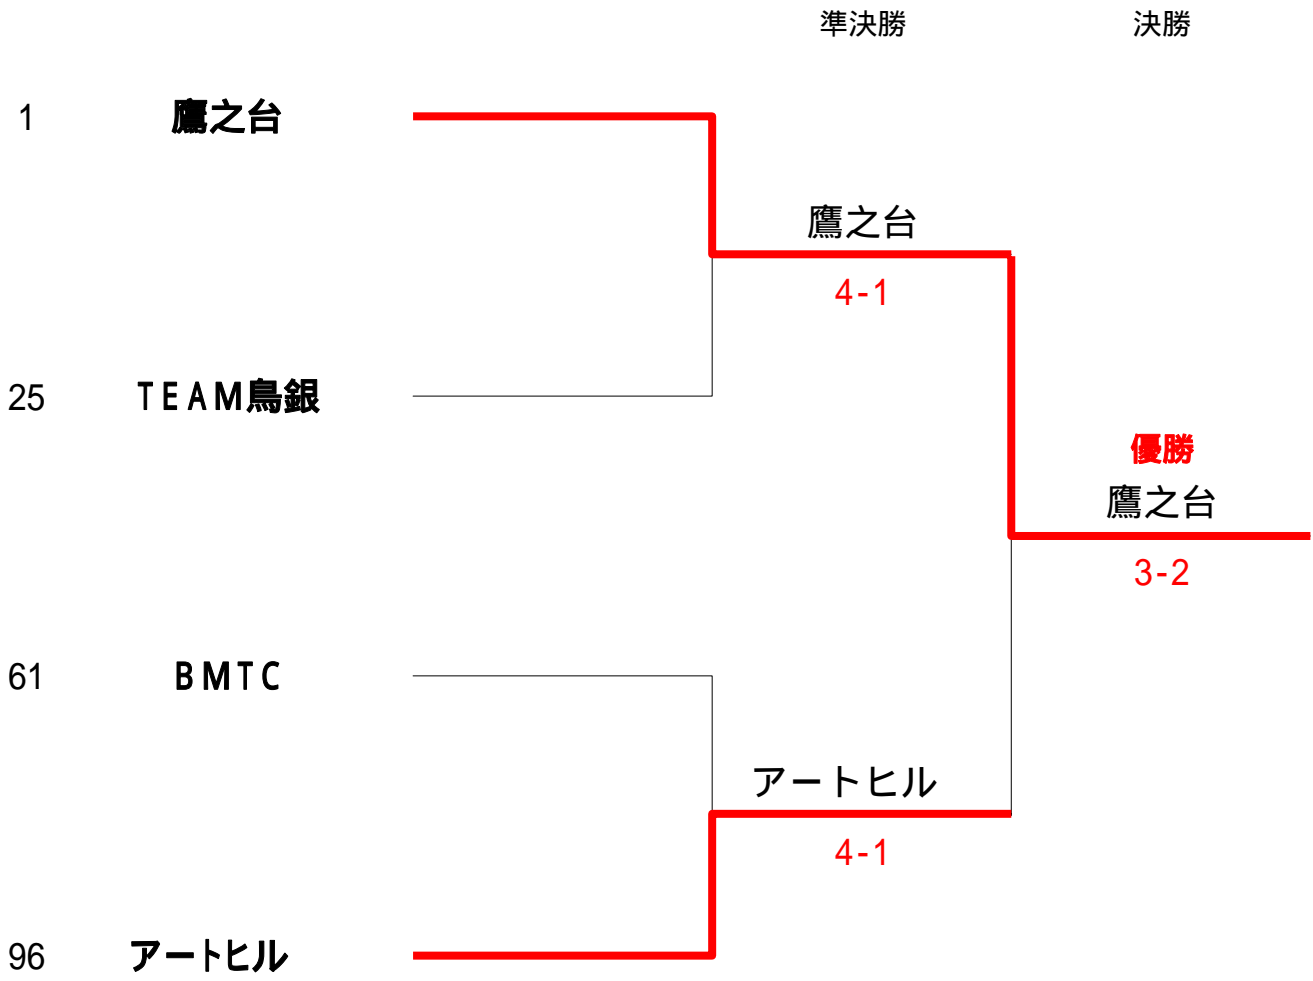 準決勝 決勝
1 鷹之台
鷹之台
4-1
25 TEAM鳥銀
優勝
鷹之台
3-2
61 BMTC
アートヒル
4-1
96 アートヒル